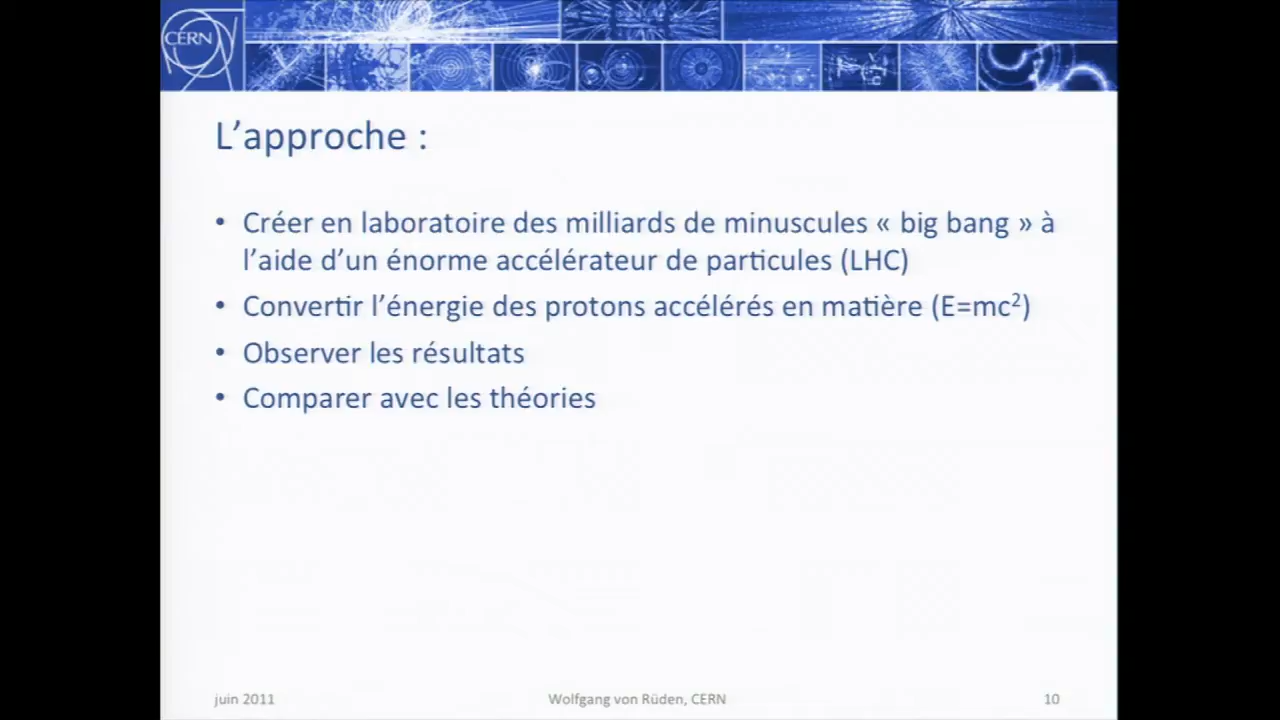 CERN
L’approche :
• Créer en laboratoire des milliards de minuscules « big bang » à
l’aide d’un énorme accélérateur de particules (LHC)
• Convertir l’énergie des protons accélérés en matière (E=mc²)
• Observer les résultats
• Comparer avec les théories
juin 2011 Wolfgang von Rüden, CERN 10